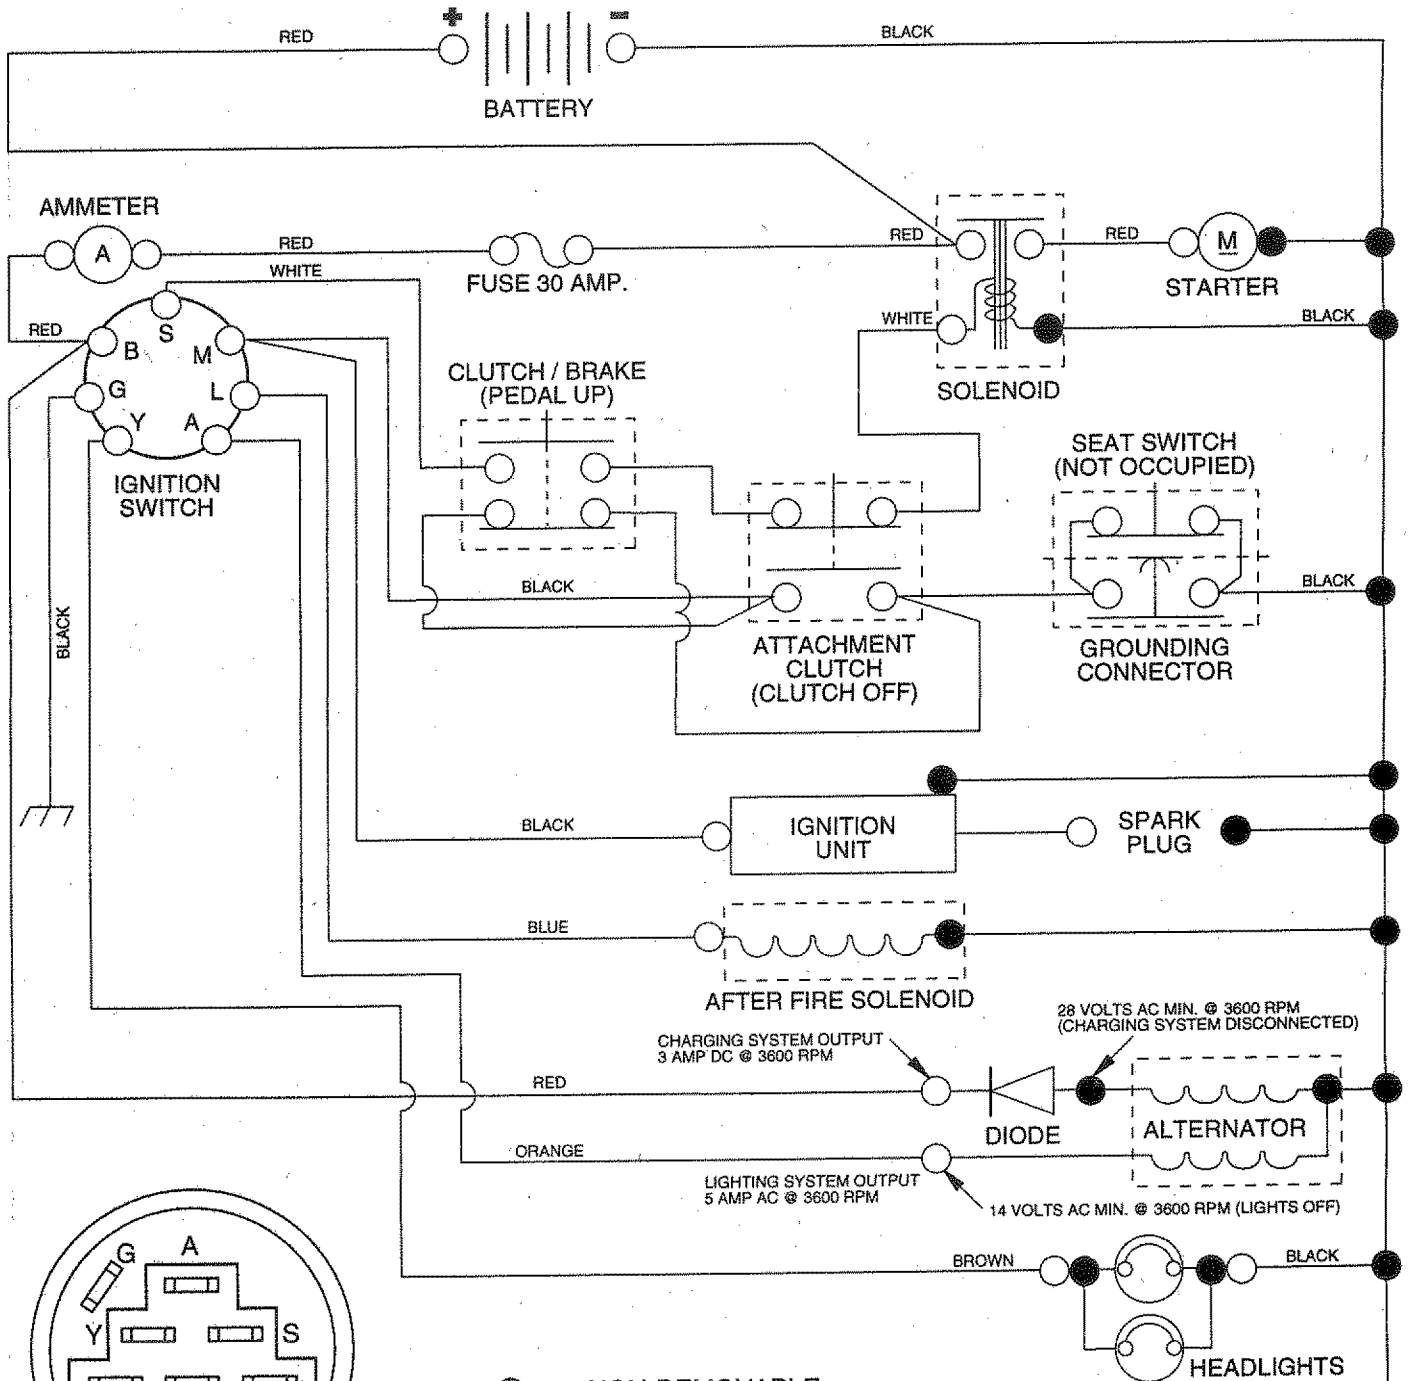 + −
RED
BLACK
BATTERY
AMMETER
A
RED
FUSE 30 AMP.
RED
RED
M
STARTER
WHITE
RED
S
B
M
G
L
Y
A
IGNITION
SWITCH
WHITE
BLACK
SOLENOID
CLUTCH / BRAKE
(PEDAL UP)
SEAT SWITCH
(NOT OCCUPIED)
BLACK
BLACK
BLACK
ATTACHMENT
CLUTCH
(CLUTCH OFF)
GROUNDING
CONNECTOR
BLACK
IGNITION
UNIT
SPARK
PLUG
BLUE
AFTER FIRE SOLENOID
28 VOLTS AC MIN. @ 3600 RPM
(CHARGING SYSTEM DISCONNECTED)
CHARGING SYSTEM OUTPUT
3 AMP DC @ 3600 RPM
RED
DIODE
ALTERNATOR
ORANGE
LIGHTING SYSTEM OUTPUT
5 AMP AC @ 3600 RPM
14 VOLTS AC MIN. @ 3600 RPM (LIGHTS OFF)
BROWN
BLACK
HEADLIGHTS
G
A
Y
S